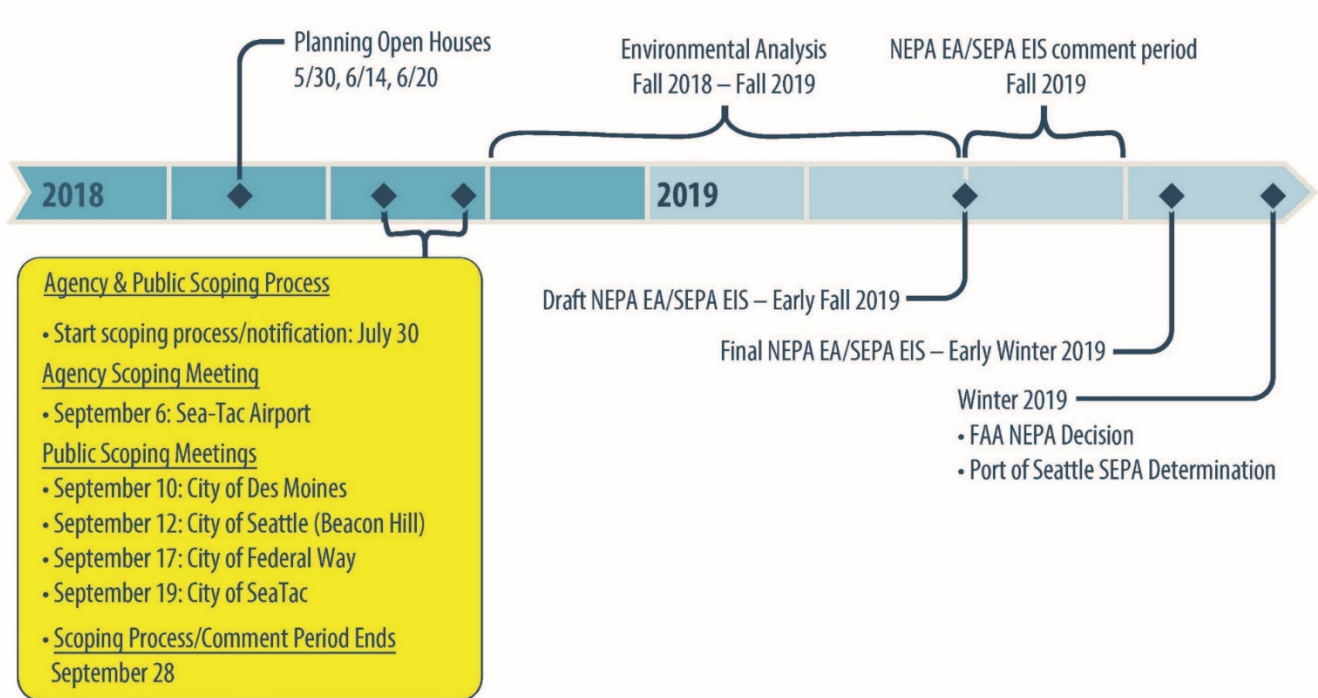 Planning Open Houses
5/30, 6/14, 6/20
Environmental Analysis
Fall 2018 – Fall 2019
NEPA EA/SEPA EIS comment period
Fall 2019
2018
2019
Agency & Public Scoping Process
• Start scoping process/notification: July 30
Agency Scoping Meeting
• September 6: Sea-Tac Airport
Public Scoping Meetings
• September 10: City of Des Moines
• September 12: City of Seattle (Beacon Hill)
• September 17: City of Federal Way
• September 19: City of SeaTac
• Scoping Process/Comment Period Ends
September 28
Draft NEPA EA/SEPA EIS – Early Fall 2019
Final NEPA EA/SEPA EIS – Early Winter 2019
Winter 2019
• FAA NEPA Decision
• Port of Seattle SEPA Determination